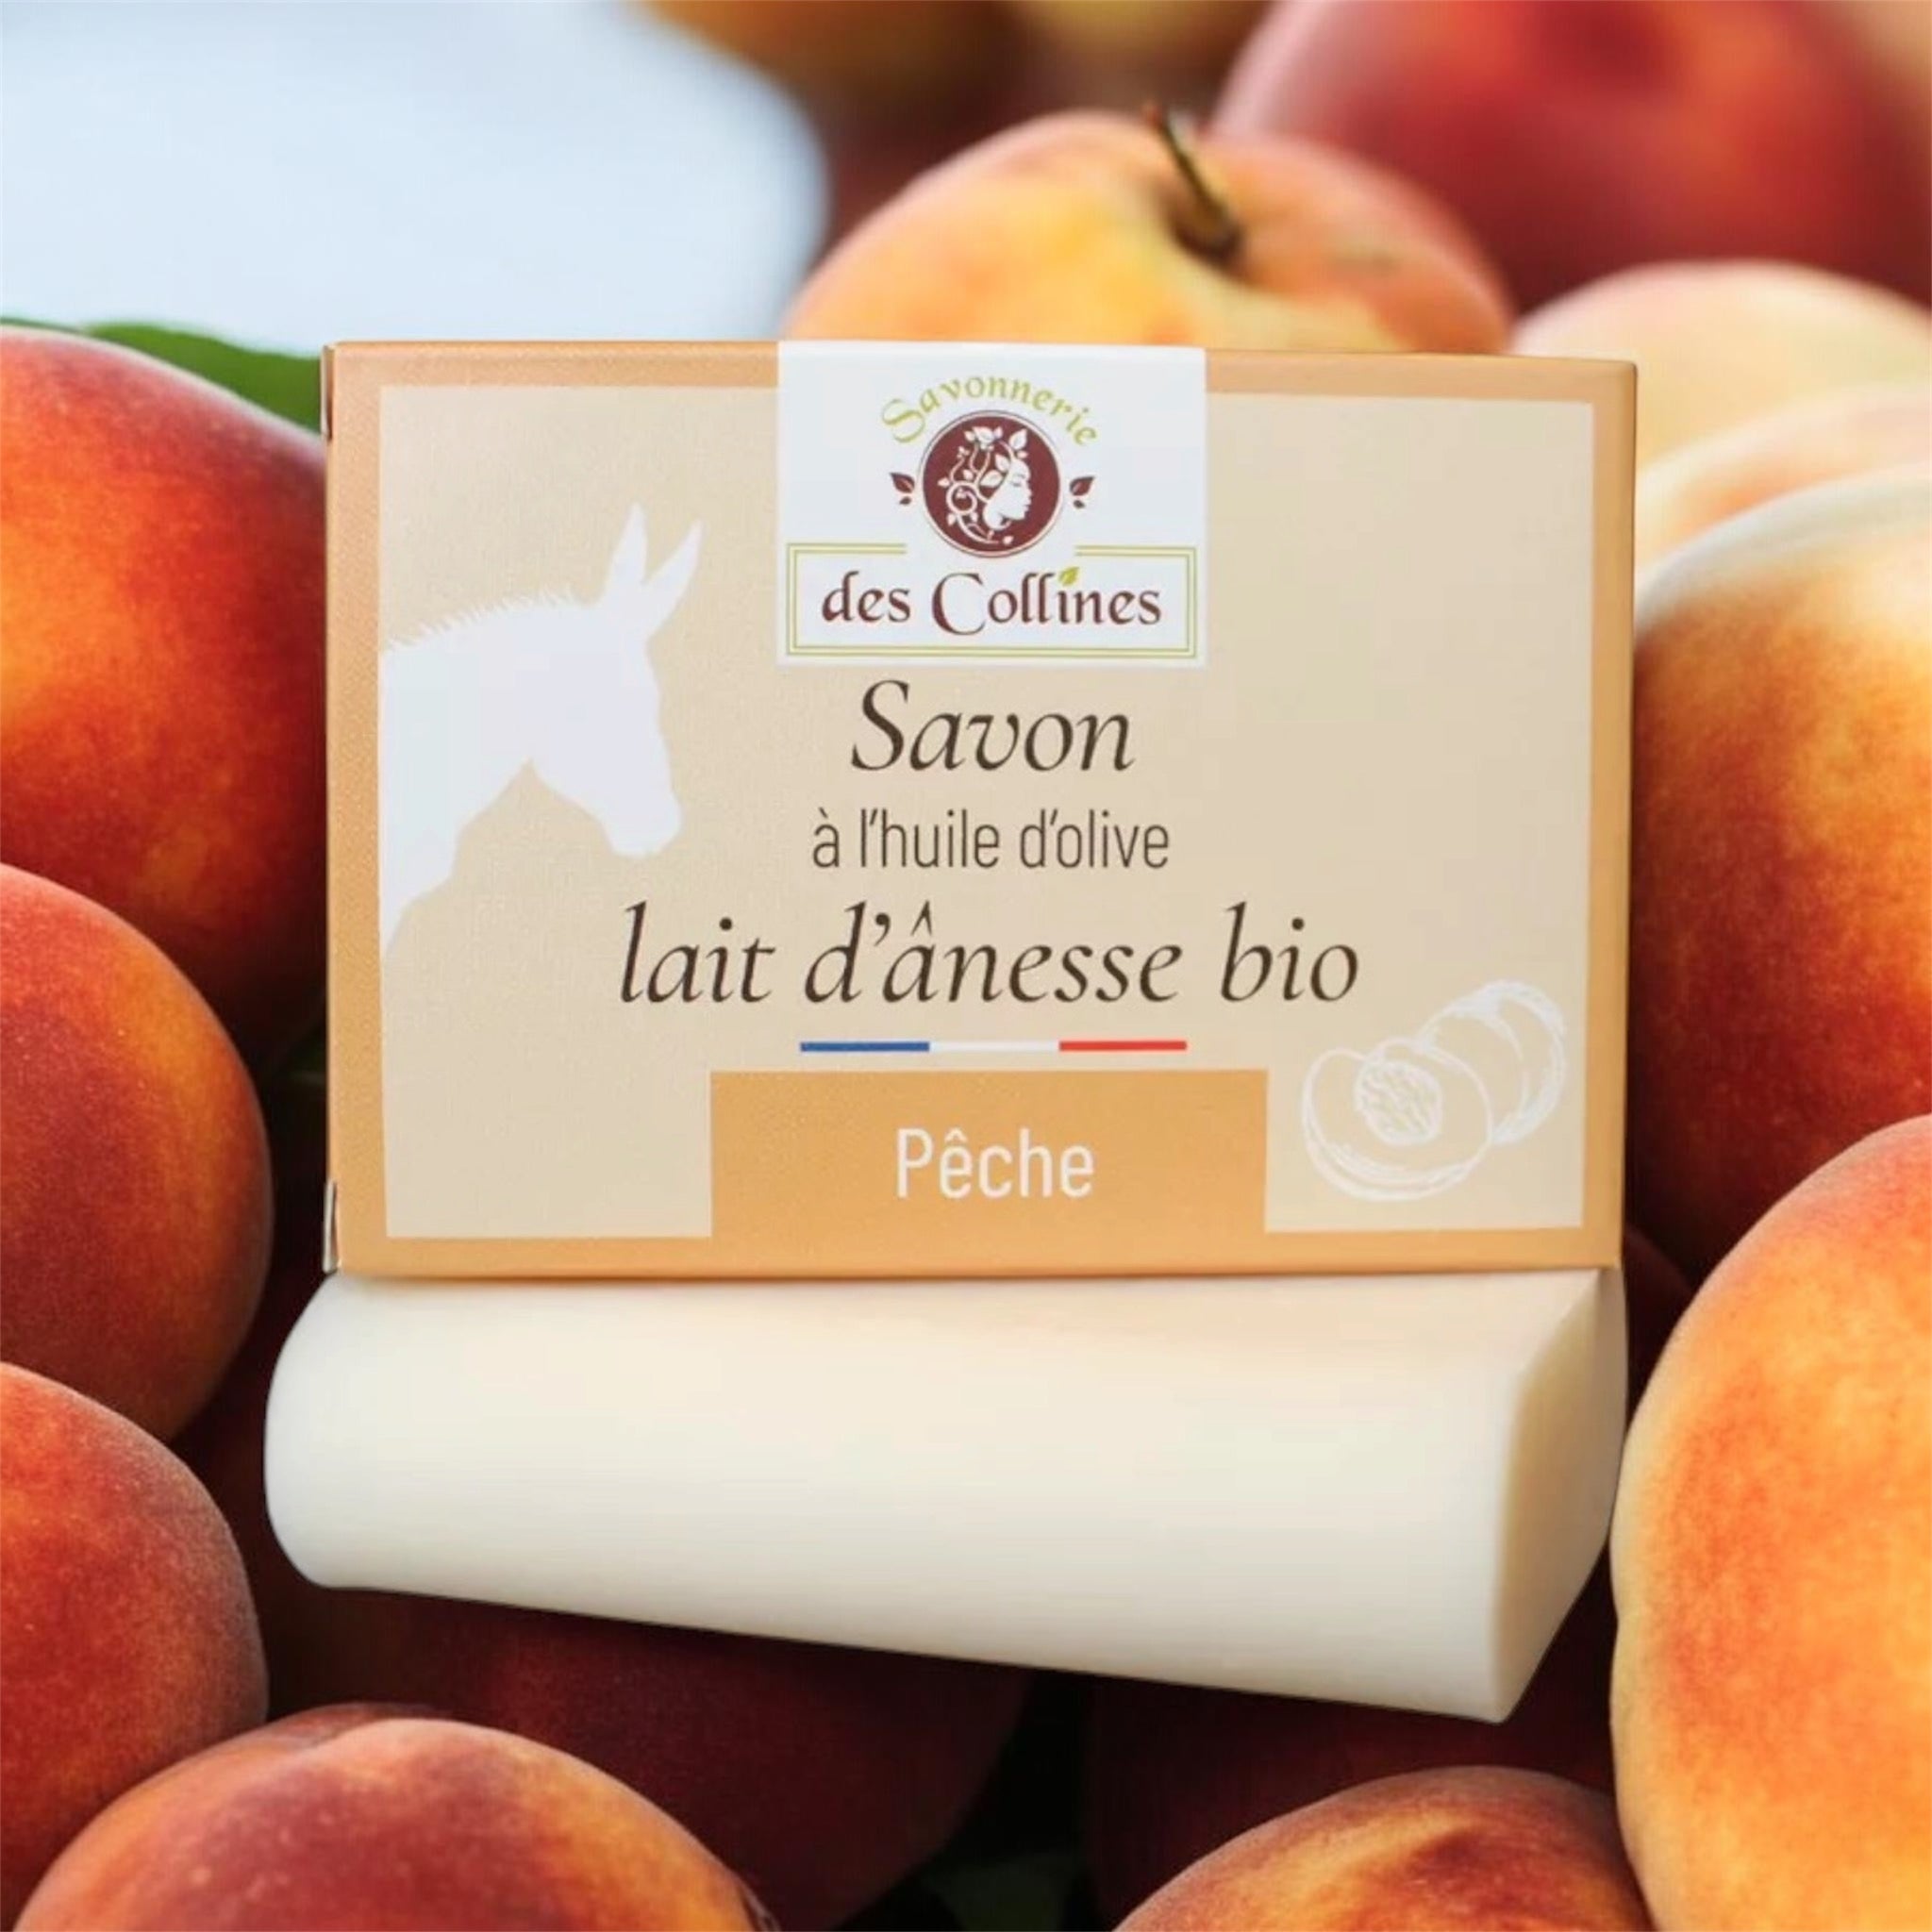 Savonnerie
des Collines
Savon
à l'huile d'olive
lait d'ânesse bio
Pêche